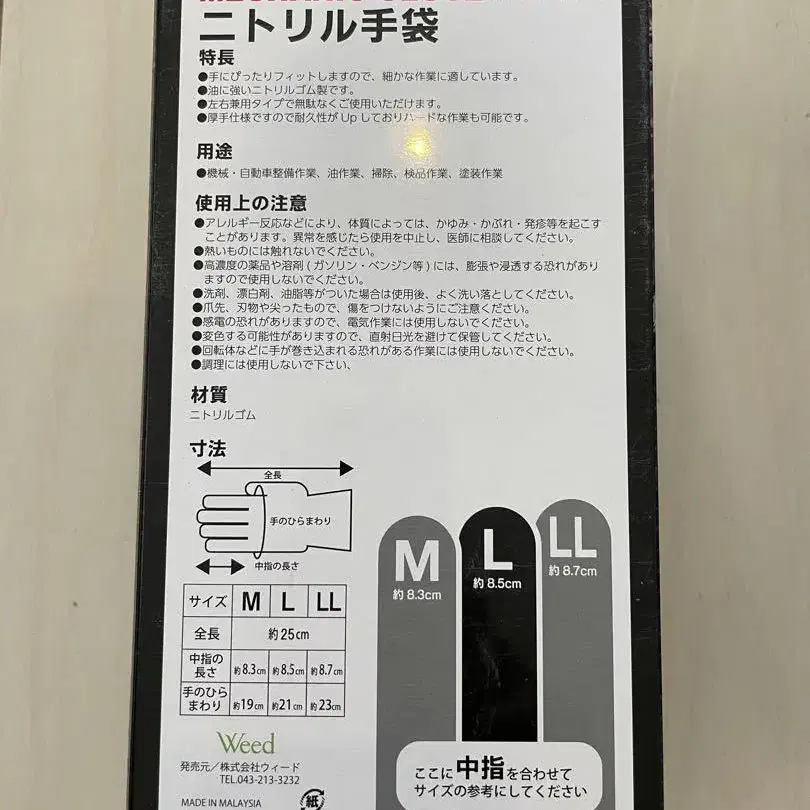 ニトリル手袋
特長
●手にぴったりフィットしますので、細かな作業に適しています。
●油に強いニトリルゴム製です。
●左右兼用タイプで無駄なくご使用いただけます。
●厚手仕様ですので耐久性がUpしておりハードな作業も可能です。
用途
●機械・自動車整備作業、油作業、掃除、検品作業、塗装作業
使用上の注意
●アレルギー反応などにより、体質によっては、かゆみ・かぶれ・発疹等を起こす
ことがあります。異常を感じたら使用を中止し、医師に相談してください。
●熱いものには触れないでください。
●高濃度の薬品や溶剤(ガソリン・ベンジン等)には、膨張や浸透する恐れがあり
ますので使用しないでください。
●洗剤、漂白剤、油脂等がついた場合は使用後、よく洗い落としてください。
●爪先、刃物や尖ったもので、傷をつけないようにご注意ください。
●感電の恐れがありますので、電気作業には使用しないでください。
●変色する可能性がありますので、直射日光を避けて保管してください。
●回転体などに手が巻き込まれる恐れがある作業には使用しないでください。
●調理には使用しないで下さい、
材質
ニトリルゴム
寸法
全長
手のひらまわり
中指の長さ
サイズ M L LL
全長 約25cm
中指の
長さ 約8.3cm 約8.5cm 約8.7cm
手のひら
まわり 約19cm 約21cm 約23cm
M
約8.3cm
L
約8.5cm
LL
約8.7cm
ここに中指を合わせて
サイズの参考にしてください
Weed
発売元/株式会社ウィード
TEL.043-213-3232
MADE IN MALAYSIA
紙